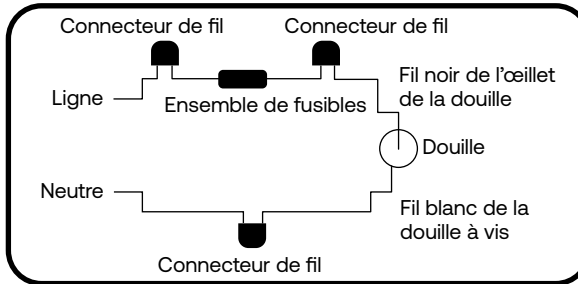 Connecteur de fil
Connecteur de fil
Ligne
Ensemble de fusibles
Fil noir de l’œillet
de la douille
Douille
Neutre
Fil blanc de la
douille à vis
Connecteur de fil